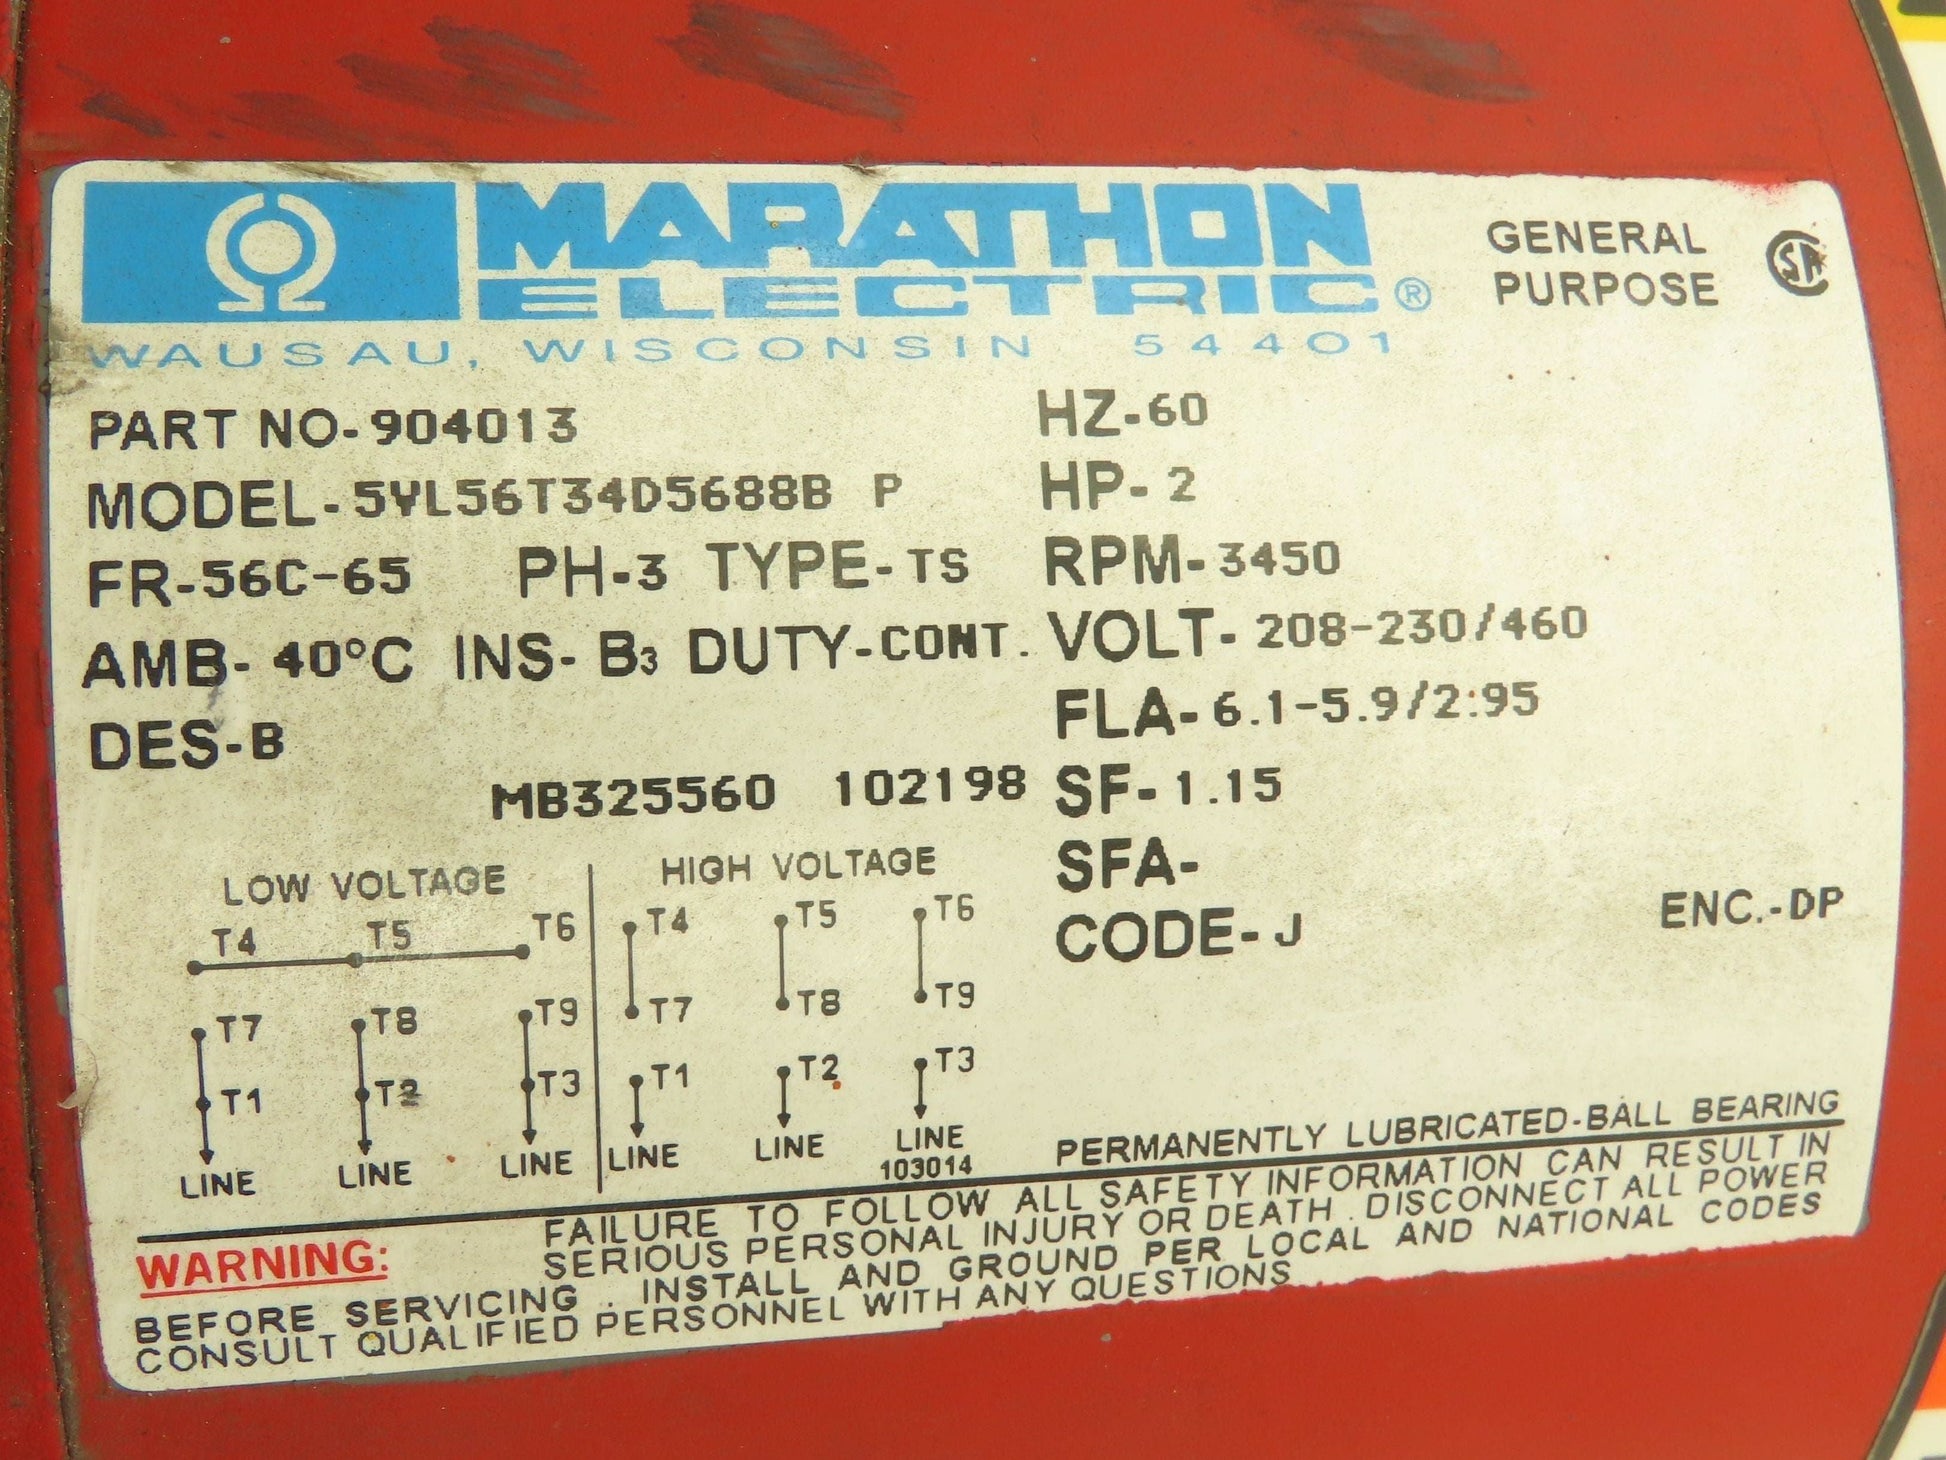 MARATHON
ELECTRIC®
WAUSAU, WISCONSIN 54401
GENERAL
PURPOSE
SA
PART NO-904013
MODEL-5VL56T34D5688B P
FR-56C-65 PH-3 TYPE-TS
AMB-40°C INS-B3 DUTY-CONT.
DES-B
MB325560 102198
HZ-60
HP-2
RPM-3450
VOLT-208-230/460
FLA-6.1-5.9/2.95
SF-1.15
SFA-
CODE-J
ENC.-DP
LOW VOLTAGE
T4 T5 T6
T7 T8 T9
T1 T2 T3
LINE LINE LINE
HIGH VOLTAGE
T4 T5 T6
T7 T8 T9
T1 T2 T3
LINE LINE LINE
103014
PERMANENTLY LUBRICATED-BALL BEARING
WARNING: FAILURE TO FOLLOW ALL SAFETY INFORMATION CAN RESULT IN
SERIOUS PERSONAL INJURY OR DEATH. DISCONNECT ALL POWER
BEFORE SERVICING. INSTALL AND GROUND PER LOCAL AND NATIONAL CODES
CONSULT QUALIFIED PERSONNEL WITH ANY QUESTIONS